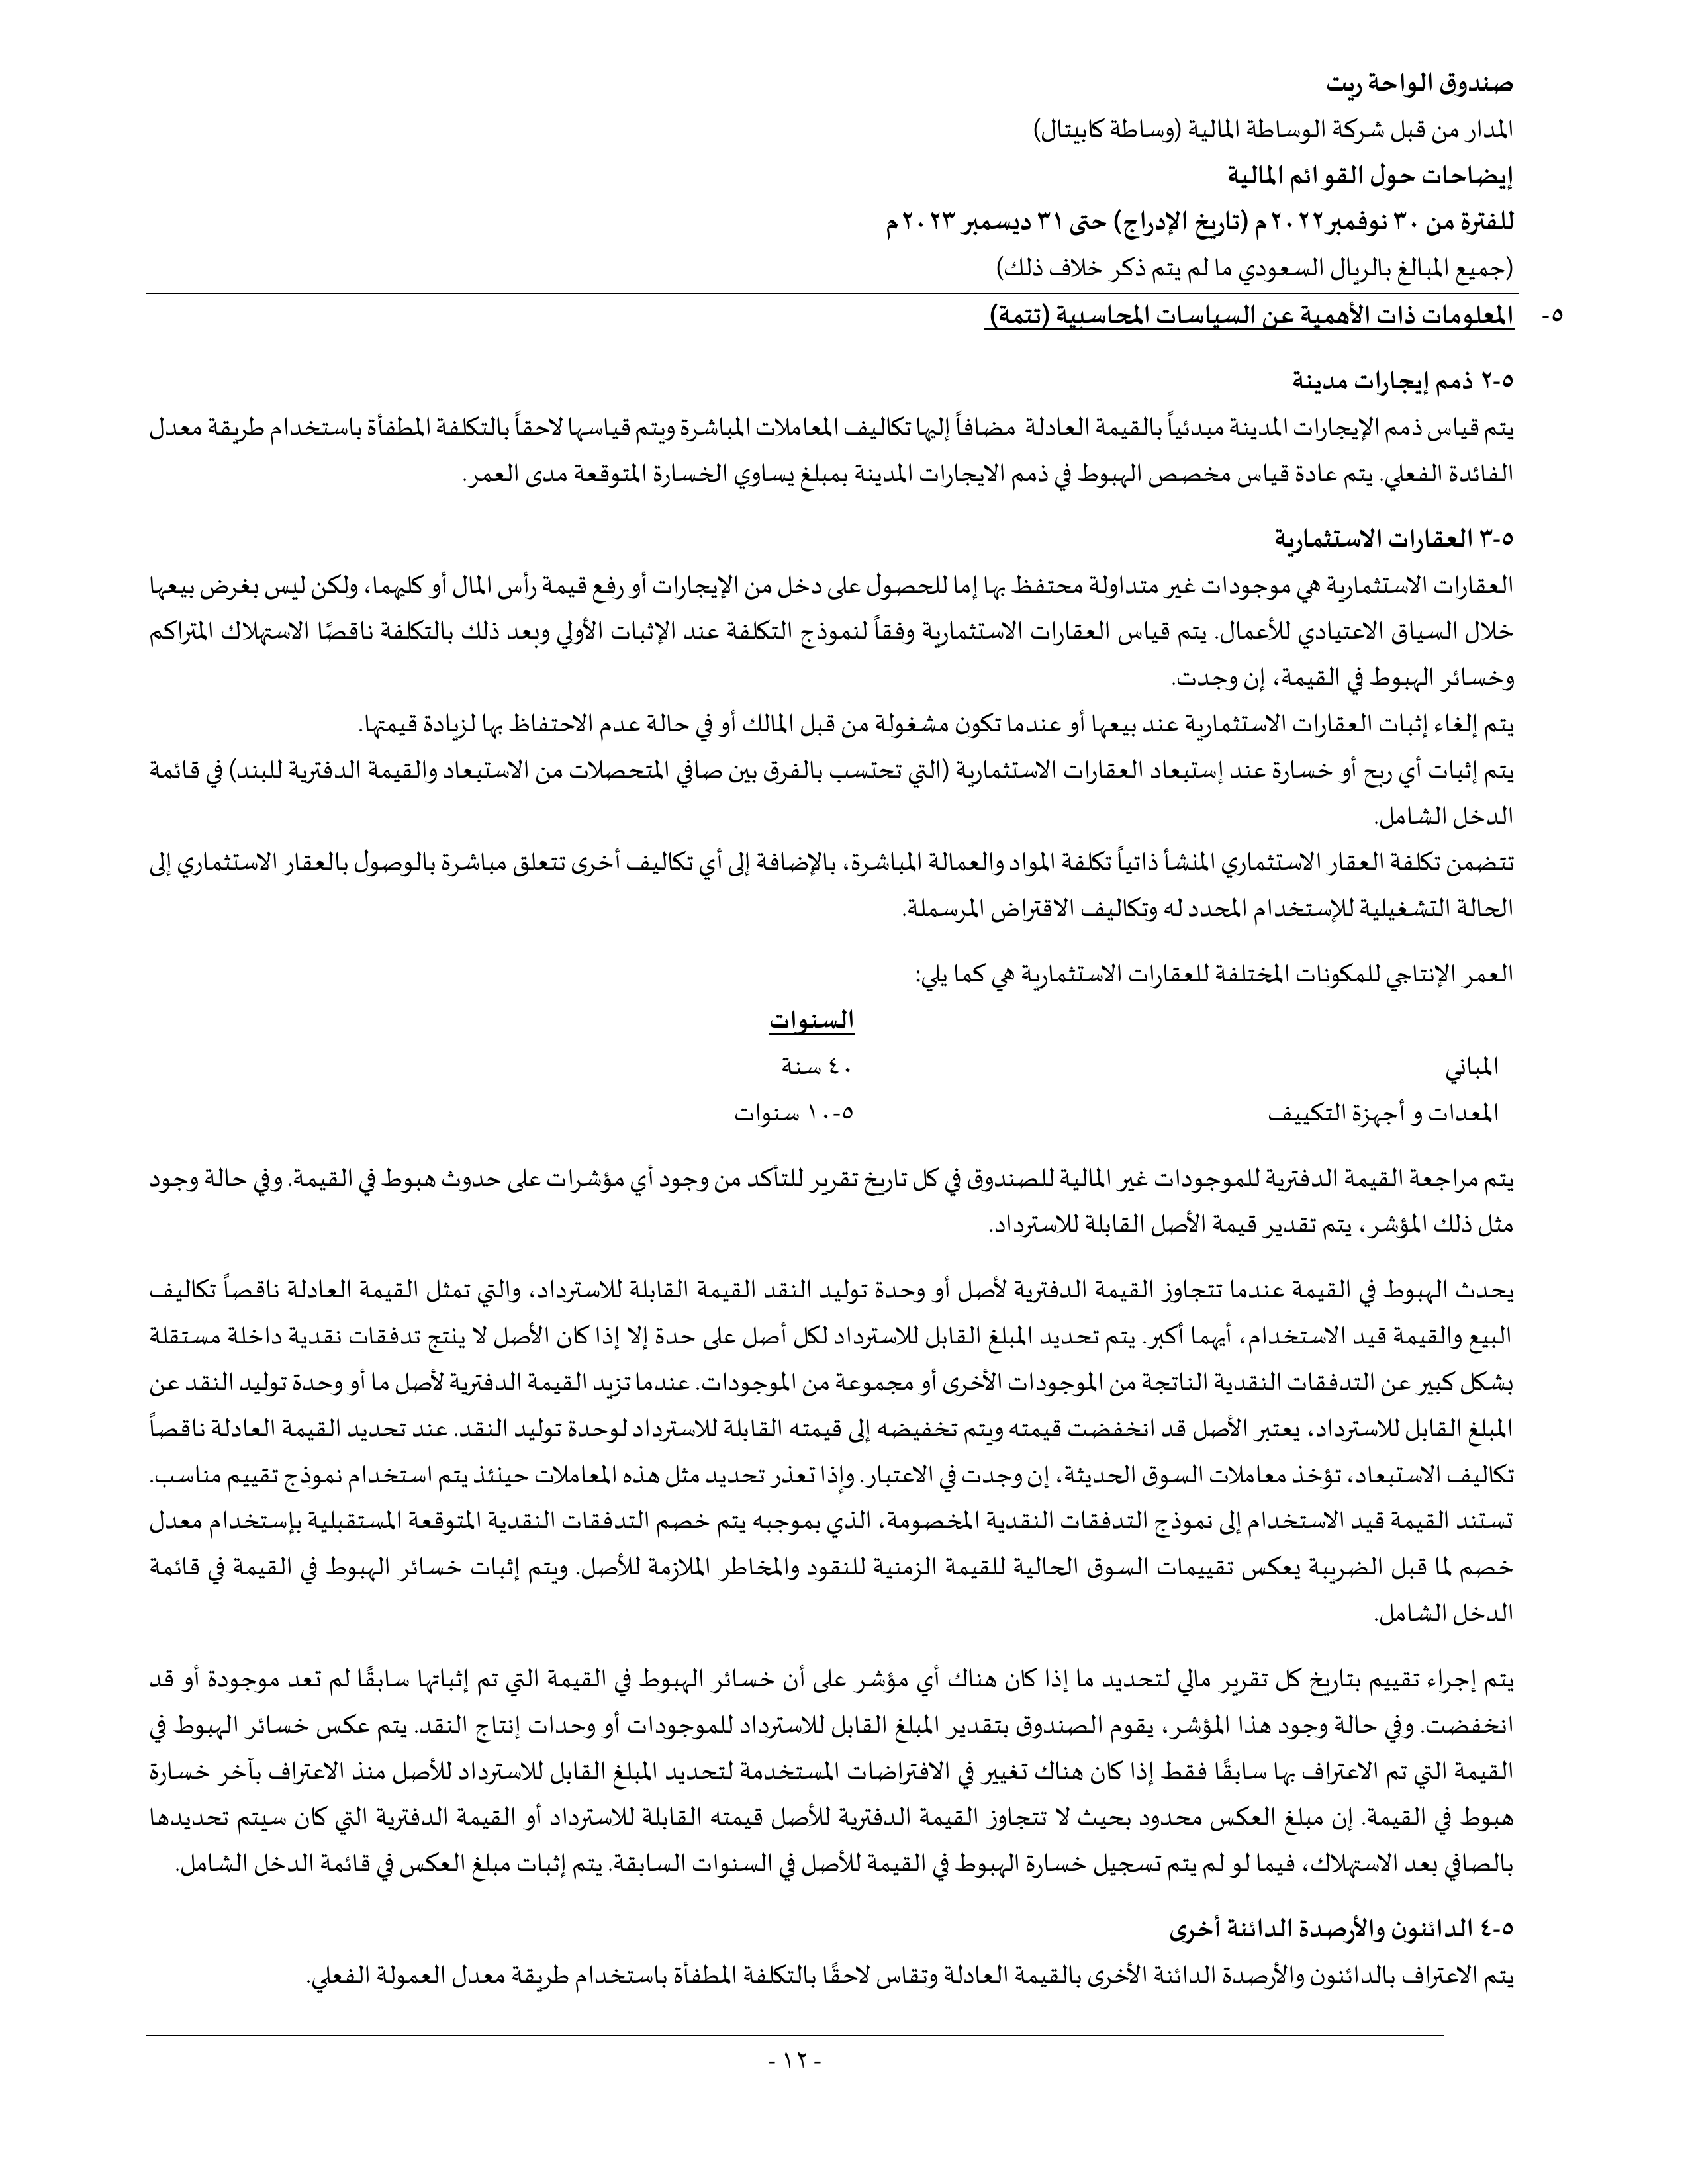 صندوق الواحة ريت
المدار من قبل شركة الوساطة المالية (وساطة كابيتال)
إيضاحات حول القوائم المالية
للفترة من ٣٠ نوفمبر٢٠٢٢م (تاريخ الإدراج) حتى ٣١ ديسمبر ٢٠٢٣م
(جميع المبالغ بالريال السعودي ما لم يتم ذكر خلاف ذلك)
٥- المعلومات ذات الأهمية عن السياسات المحاسبية (تتمة)
٥-٢ ذمم إيجارات مدينة
يتم قياس ذمم الإيجارات المدينة مبدئياً بالقيمة العادلة مضافاً إليها تكاليف المعاملات المباشرة ويتم قياسها لاحقاً بالتكلفة المطفأة باستخدام طريقة معدل
الفائدة الفعلي. يتم عادة قياس مخصص الهبوط في ذمم الايجارات المدينة بمبلغ يساوي الخسارة المتوقعة مدى العمر.
٥-٣ العقارات الاستثمارية
العقارات الاستثمارية هي موجودات غير متداولة محتفظ بها إما للحصول على دخل من الإيجارات أو رفع قيمة رأس المال أو كليهما، ولكن ليس بغرض بيعها
خلال السياق الاعتيادي للأعمال. يتم قياس العقارات الاستثمارية وفقاً لنموذج التكلفة عند الإثبات الأولي وبعد ذلك بالتكلفة ناقصًا الاستهلاك المتراكم
وخسائر الهبوط في القيمة، إن وجدت.
يتم إلغاء إثبات العقارات الاستثمارية عند بيعها أو عندما تكون مشغولة من قبل المالك أو في حالة عدم الاحتفاظ بها لزيادة قيمتها.
يتم إثبات أي ربح أو خسارة عند إستبعاد العقارات الاستثمارية (التي تحتسب بالفرق بين صافي المتحصلات من الاستبعاد والقيمة الدفترية للبند) في قائمة
الدخل الشامل.
تتضمن تكلفة العقار الاستثماري المنشأ ذاتياً تكلفة المواد والعمالة المباشرة، بالإضافة إلى أي تكاليف أخرى تتعلق مباشرة بالوصول بالعقار الاستثماري إلى
الحالة التشغيلية للإستخدام المحدد له وتكاليف الاقتراض المرسملة.
العمر الإنتاجي للمكونات المختلفة للعقارات الاستثمارية هي كما يلي:
السنوات
المباني ٤٠ سنة
المعدات و أجهزة التكييف ٥-١٠ سنوات
يتم مراجعة القيمة الدفترية للموجودات غير المالية للصندوق في كل تاريخ تقرير للتأكد من وجود أي مؤشرات على حدوث هبوط في القيمة. وفي حالة وجود
مثل ذلك المؤشر، يتم تقدير قيمة الأصل القابلة للاسترداد.
يحدث الهبوط في القيمة عندما تتجاوز القيمة الدفترية لأصل أو وحدة توليد النقد القيمة القابلة للاسترداد، والتي تمثل القيمة العادلة ناقصاً تكاليف
البيع والقيمة قيد الاستخدام، أيهما أكبر. يتم تحديد المبلغ القابل للاسترداد لكل أصل على حدة إلا إذا كان الأصل لا ينتج تدفقات نقدية داخلة مستقلة
بشكل كبير عن التدفقات النقدية الناتجة من الموجودات الأخرى أو مجموعة من الموجودات. عندما تزيد القيمة الدفترية لأصل ما أو وحدة توليد النقد عن
المبلغ القابل للاسترداد، يعتبر الأصل قد انخفضت قيمته ويتم تخفيضه إلى قيمته القابلة للاسترداد لوحدة توليد النقد. عند تحديد القيمة العادلة ناقصاً
تكاليف الاستبعاد، تؤخذ معاملات السوق الحديثة، إن وجدت في الاعتبار. وإذا تعذر تحديد مثل هذه المعاملات حينئذ يتم استخدام نموذج تقييم مناسب.
تستند القيمة قيد الاستخدام إلى نموذج التدفقات النقدية المخصومة، الذي بموجبه يتم خصم التدفقات النقدية المتوقعة المستقبلية بإستخدام معدل
خصم لما قبل الضريبة يعكس تقييمات السوق الحالية للقيمة الزمنية للنقود والمخاطر الملازمة للأصل. ويتم إثبات خسائر الهبوط في القيمة في قائمة
الدخل الشامل.
يتم إجراء تقييم بتاريخ كل تقرير مالي لتحديد ما إذا كان هناك أي مؤشر على أن خسائر الهبوط في القيمة التي تم إثباتها سابقًا لم تعد موجودة أو قد
انخفضت. وفي حالة وجود هذا المؤشر، يقوم الصندوق بتقدير المبلغ القابل للاسترداد للموجودات أو وحدات إنتاج النقد. يتم عكس خسائر الهبوط في
القيمة التي تم الاعتراف بها سابقًا فقط إذا كان هناك تغيير في الافتراضات المستخدمة لتحديد المبلغ القابل للاسترداد للأصل منذ الاعتراف بآخر خسارة
هبوط في القيمة. إن مبلغ العكس محدود بحيث لا تتجاوز القيمة الدفترية للأصل قيمته القابلة للاسترداد أو القيمة الدفترية التي كان سيتم تحديدها
بالصافي بعد الاستهلاك، فيما لو لم يتم تسجيل خسارة الهبوط في القيمة للأصل في السنوات السابقة. يتم إثبات مبلغ العكس في قائمة الدخل الشامل.
٥-٤ الدائنون والأرصدة الدائنة أخرى
يتم الاعتراف بالدائنون والأرصدة الدائنة الأخرى بالقيمة العادلة وتقاس لاحقًا بالتكلفة المطفأة باستخدام طريقة معدل العمولة الفعلي.
- ١٢ -